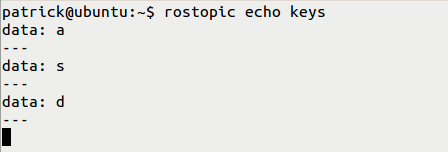 patrick@ubuntu:~$ rostopic echo keys
data: a
---
data: s
---
data: d
---